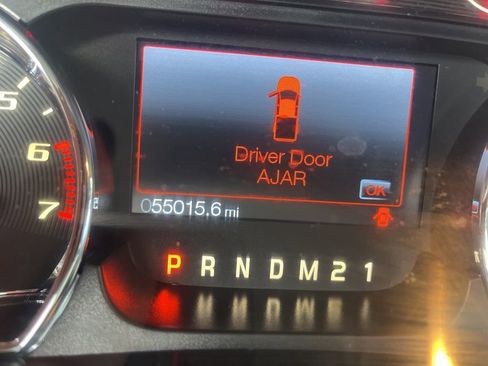 5
6
7
Driver Door
AJAR
OK
055015.6 mi
P R N D M 2 1